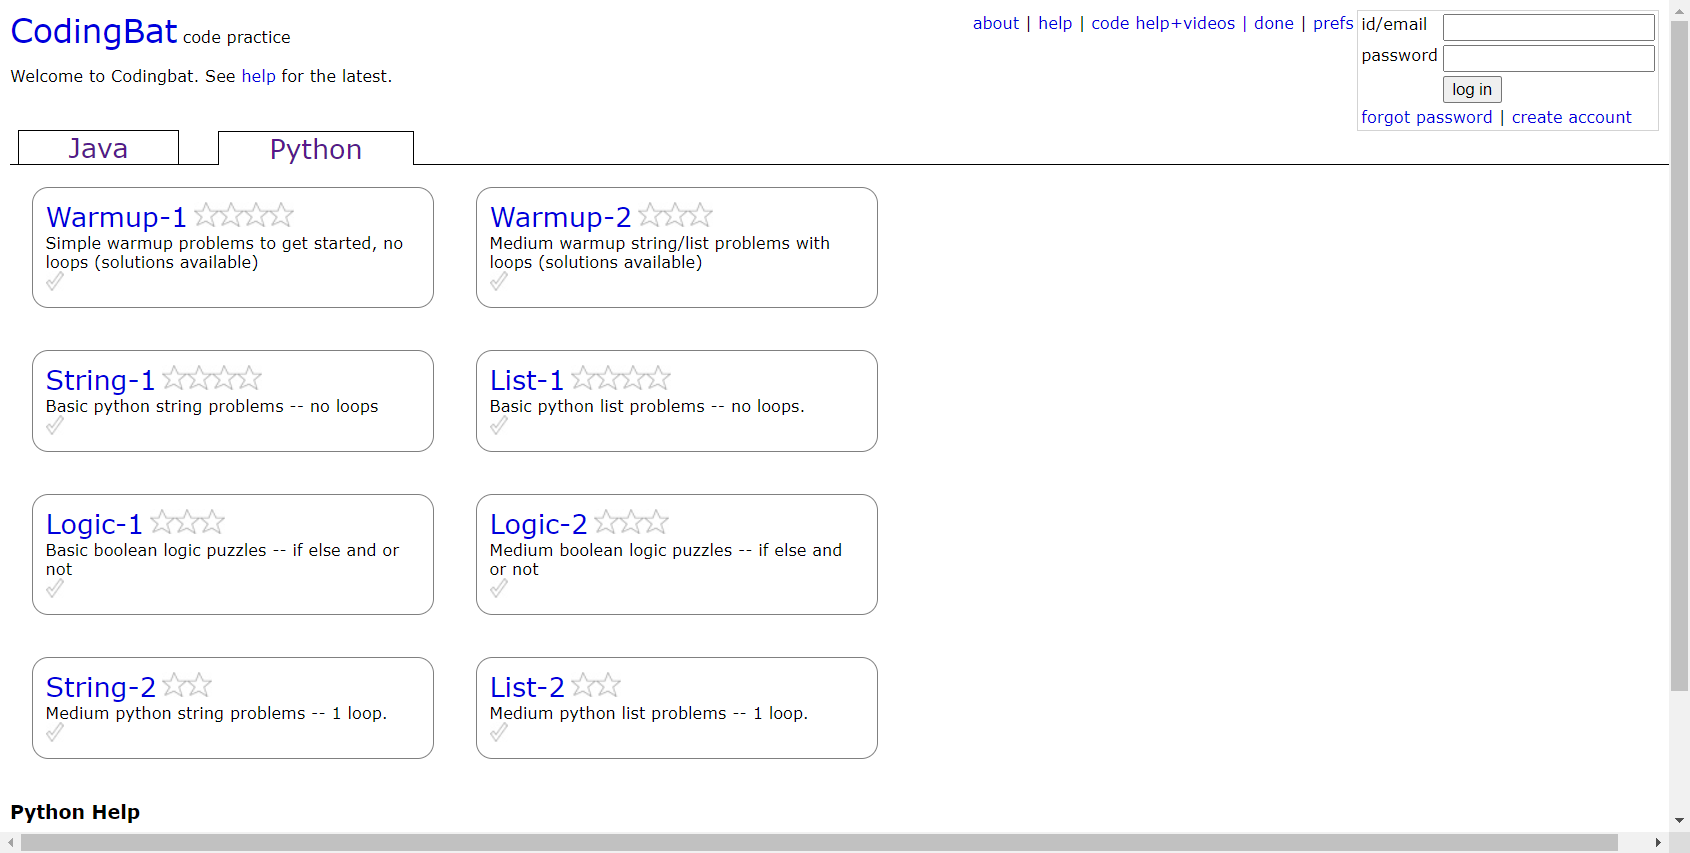 CodingBat code practice
about | help | code help+videos | done | prefs
id/email
password
log in
forgot password | create account
Welcome to Codingbat. See help for the latest.
Java
Python
Warmup-1
Simple warmup problems to get started, no
loops (solutions available)
Warmup-2
Medium warmup string/list problems with
loops (solutions available)
String-1
Basic python string problems -- no loops
List-1
Basic python list problems -- no loops.
Logic-1
Basic boolean logic puzzles -- if else and or
not
Logic-2
Medium boolean logic puzzles -- if else and
or not
String-2
Medium python string problems -- 1 loop.
List-2
Medium python list problems -- 1 loop.
Python Help